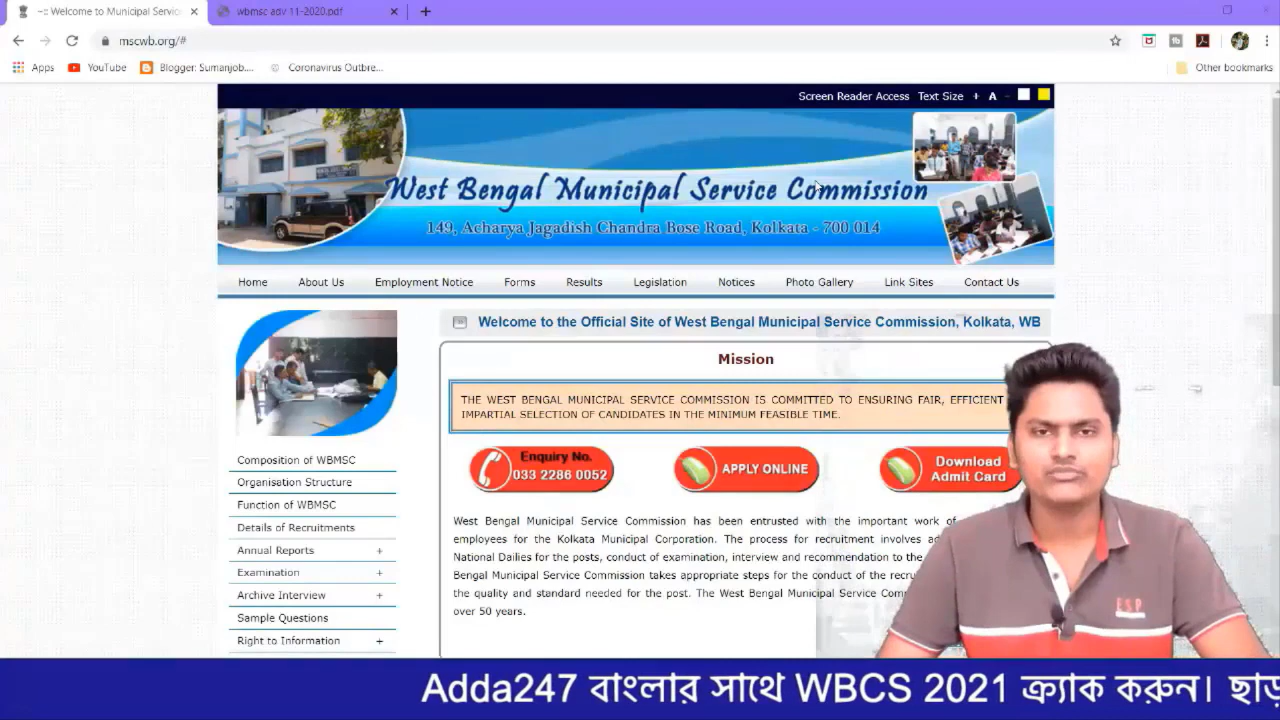 -:: Welcome to Municipal Servic
wbmsc adv 11-2020.pdf
mscwb.org/#
Apps
YouTube
Blogger: Sumanjob....
Coronavirus Outbre...
Other bookmarks
Screen Reader Access Text Size + A -
West Bengal Municipal Service Commission
149, Acharya Jagadish Chandra Bose Road, Kolkata - 700 014
Home About Us Employment Notice Forms Results Legislation Notices Photo Gallery Link Sites Contact Us
Welcome to the Official Site of West Bengal Municipal Service Commission, Kolkata, WB
Mission
THE WEST BENGAL MUNICIPAL SERVICE COMMISSION IS COMMITTED TO ENSURING FAIR, EFFICIENT
IMPARTIAL SELECTION OF CANDIDATES IN THE MINIMUM FEASIBLE TIME.
Enquiry No.
033 2286 0052
APPLY ONLINE
Download
Admit Card
West Bengal Municipal Service Commission has been entrusted with the important work of
employees for the Kolkata Municipal Corporation. The process for recruitment involves ad
National Dailies for the posts, conduct of examination, interview and recommendation to the
Bengal Municipal Service Commission takes appropriate steps for the conduct of the recru
the quality and standard needed for the post. The West Bengal Municipal Service Com
over 50 years.
Composition of WBMSC
Organisation Structure
Function of WBMSC
Details of Recruitments
Annual Reports +
Examination +
Archive Interview +
Sample Questions
Right to Information +
E.S.P
Adda247 বাংলার সাথে WBCS 2021 ক্র্যাক করুন। ছাড়